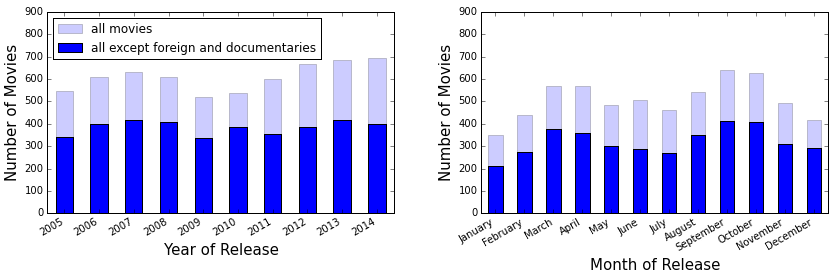 900
800
700
600
500
400
300
200
100
0
Number of Movies
all movies
all except foreign and documentaries
2005
2006
2007
2008
2009
2010
2011
2012
2013
2014
Year of Release
900
800
700
600
500
400
300
200
100
0
Number of Movies
January
February
March
April
May
June
July
August
September
October
November
December
Month of Release